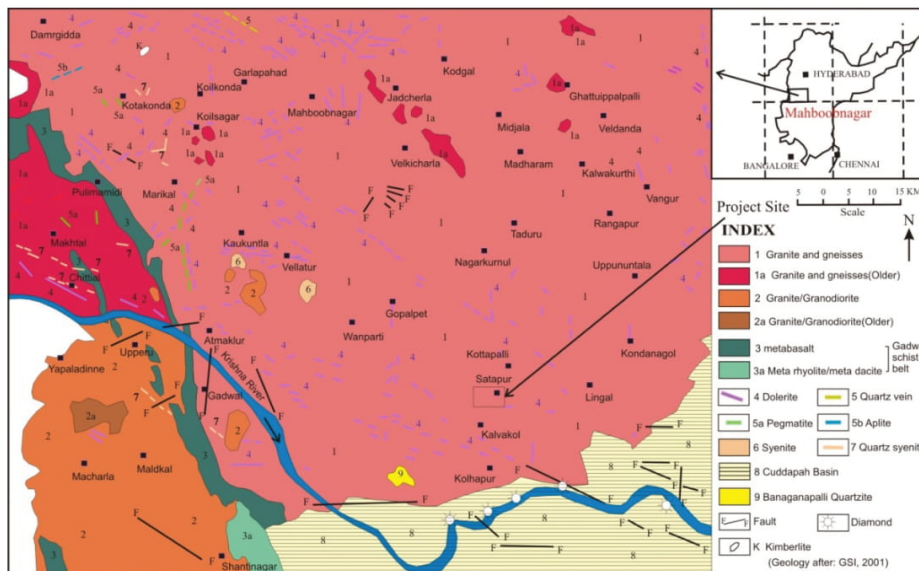 Damrgidda
Kodgal
Garlapahad
Koilkonda
Kotakonda
Mahboobnagar
Jadcherla
Ghattuippalpalli
Koilsagar
Midjala
Veldanda
Velkicharla
Madharam
Kalwakurthi
Pulimamidi
Marikal
Vangur
Makhtal
Kaukuntla
Taduru
Rangapur
Vellatur
Nagarkurnul
Uppununtala
Chittial
Gopalpet
Wanparti
Atmaklur
Krishna River
Kottapalli
Kondanagol
Upperu
Yapaladinne
Satapur
Gadwal
Lingal
Kalvakol
Macharla
Maldkal
Kolhapur
Shantinagar
HYDERABAD
Mahboobnagar
BANGALORE
CHENNAI
5 0 5 10 15 KM
Scale
Project Site
N
INDEX
1 Granite and gneisses
1a Granite and gneisses(Older)
2 Granite/Granodiorite
2a Granite/Granodiorite(Older)
3 metabasalt
3a Meta rhyolite/meta dacite
schist
belt
4 Dolerite
5 Quartz vein
5a Pegmatite
5b Aplite
6 Syenite
7 Quartz syenit
8 Cuddapah Basin
9 Banaganapalli Quartzite
F F Fault
Diamond
K Kimberlite
(Geology after: GSI, 2001)